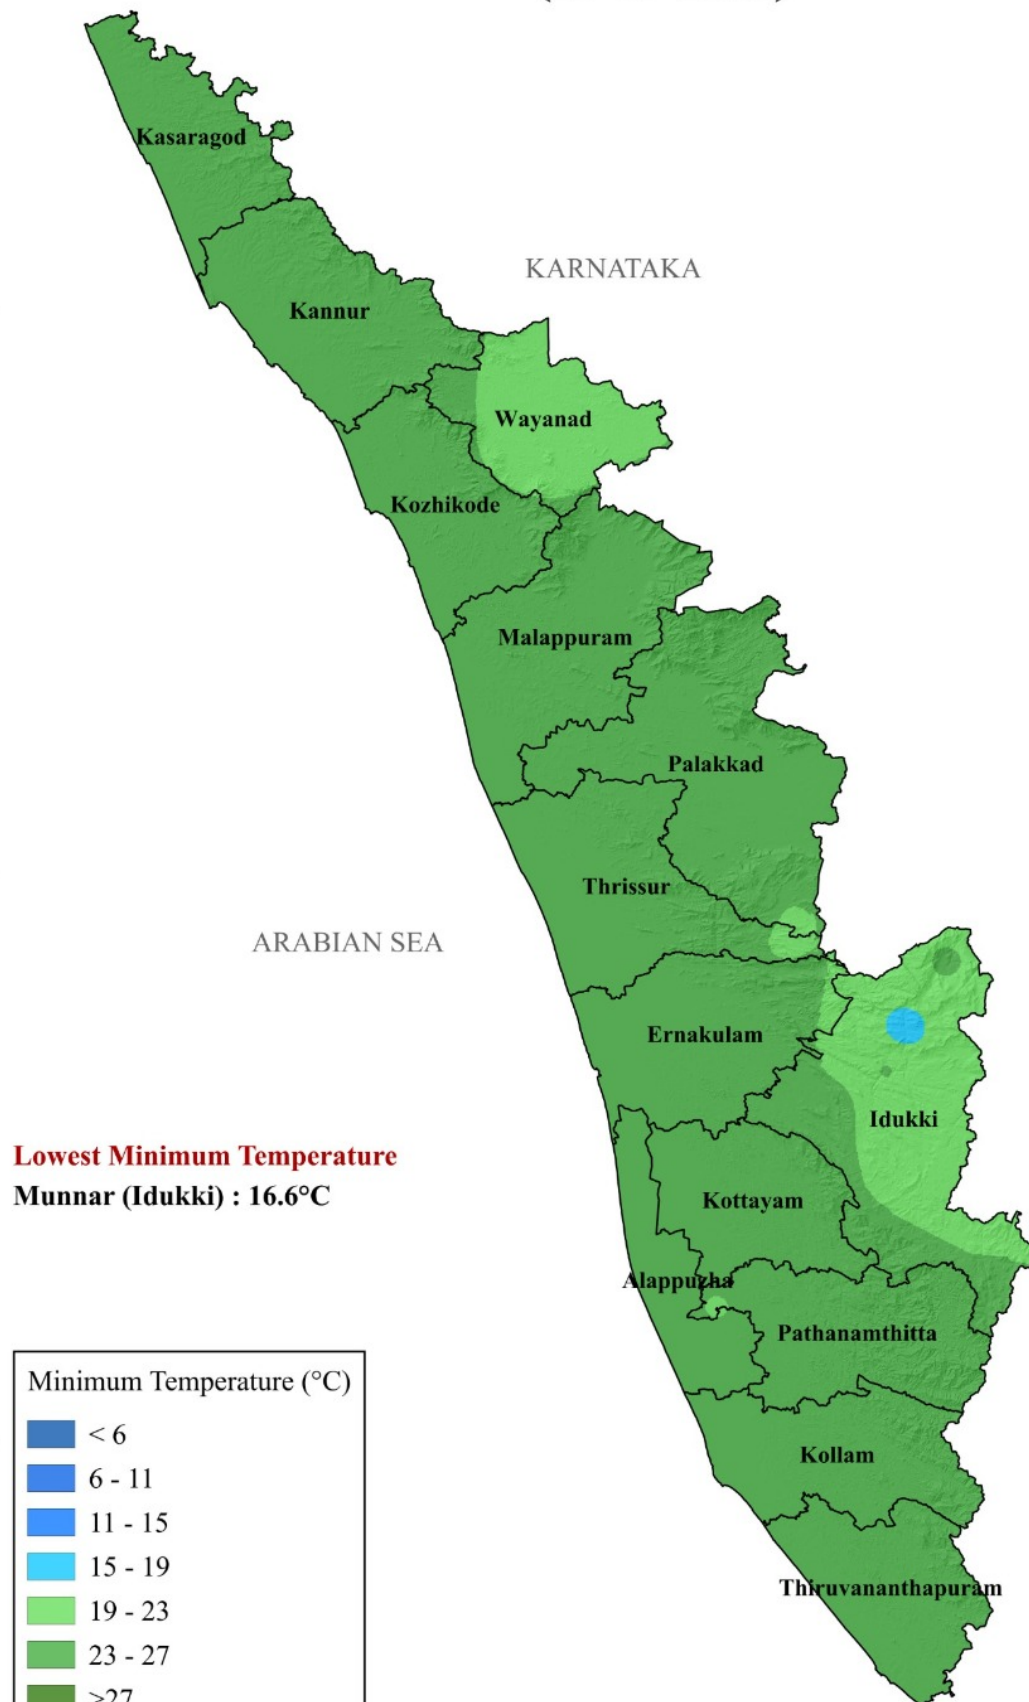 Kasaragod
KARNATAKA
Kannur
Wayanad
Kozhikode
Malappuram
Palakkad
Thrissur
ARABIAN SEA
Ernakulam
Idukki
Lowest Minimum Temperature
Munnar (Idukki) : 16.6°C
Kottayam
Alappuzha
Pathanamthitta
Minimum Temperature (°C)
< 6
6 - 11
11 - 15
15 - 19
19 - 23
23 - 27
>27
Kollam
Thiruvananthapuram